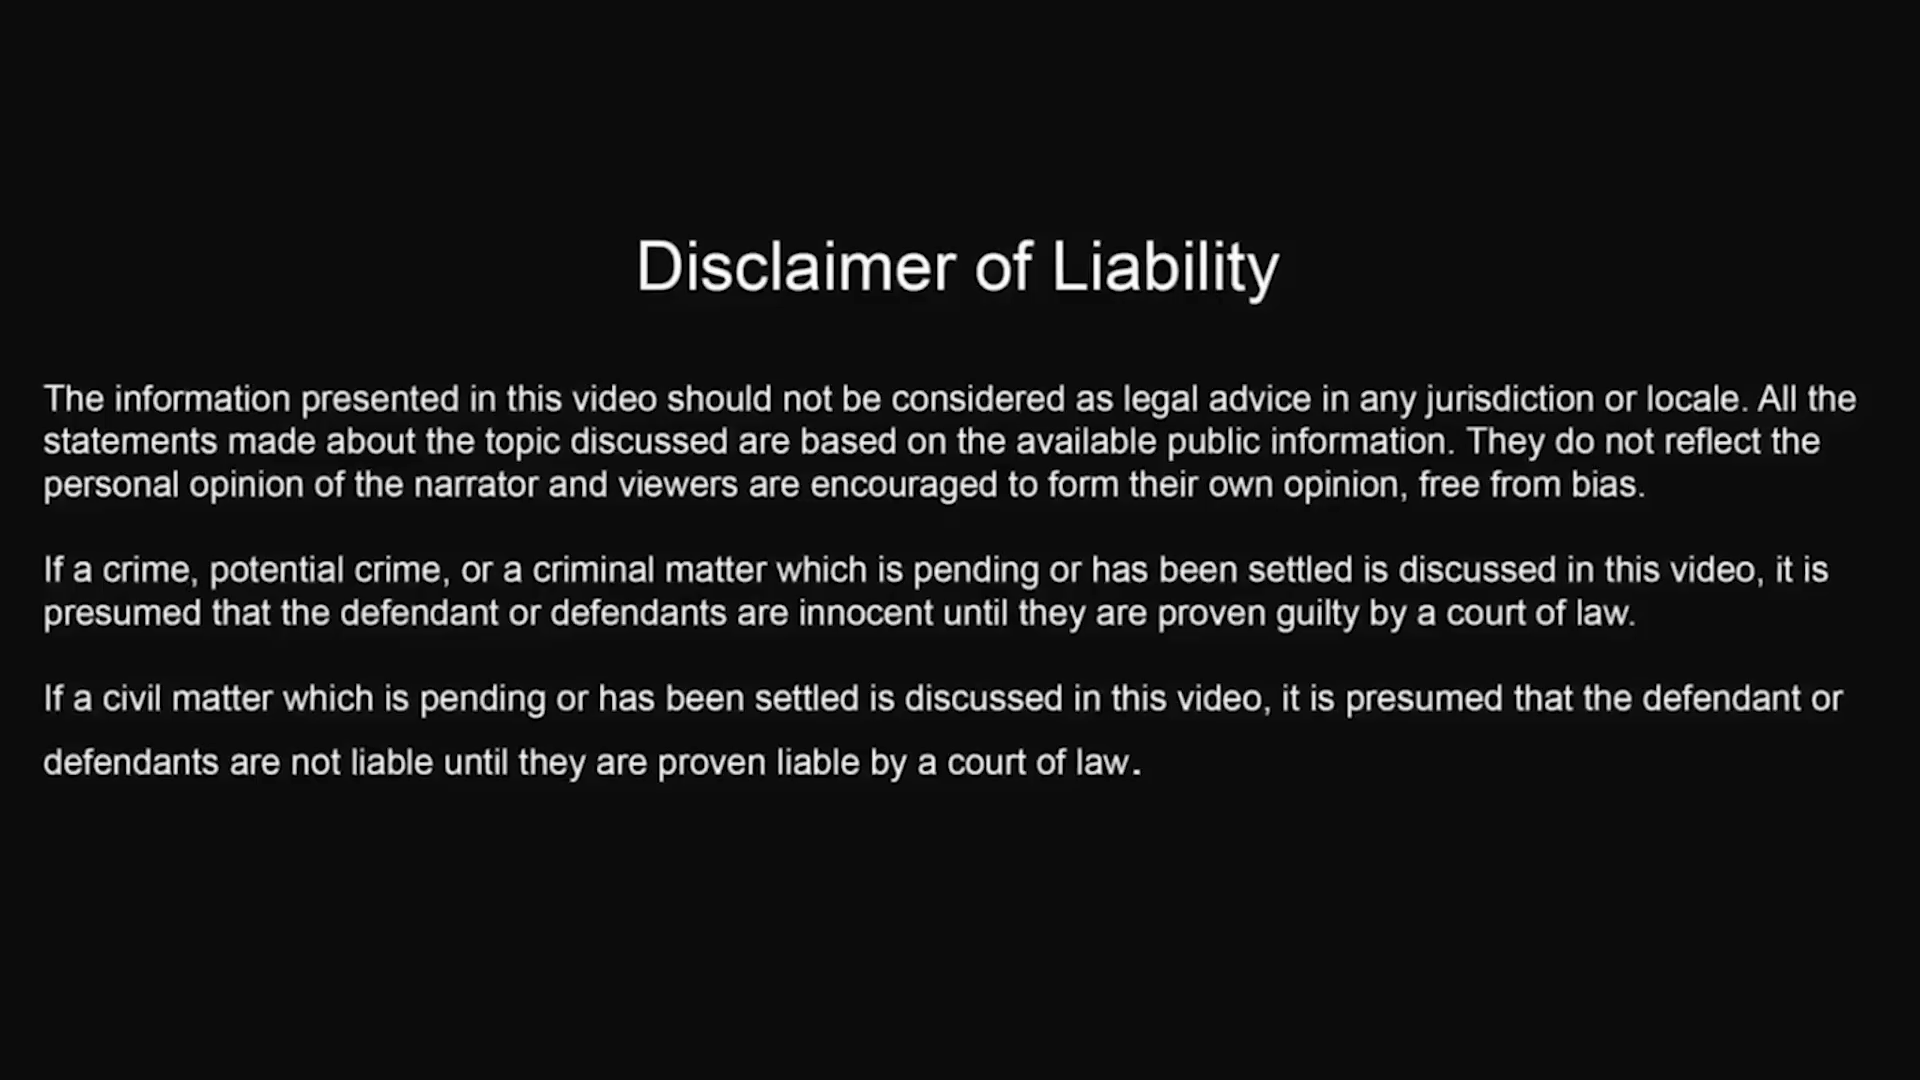 Disclaimer of Liability
The information presented in this video should not be considered as legal advice in any jurisdiction or locale. All the
statements made about the topic discussed are based on the available public information. They do not reflect the
personal opinion of the narrator and viewers are encouraged to form their own opinion, free from bias.
If a crime, potential crime, or a criminal matter which is pending or has been settled is discussed in this video, it is
presumed that the defendant or defendants are innocent until they are proven guilty by a court of law.
If a civil matter which is pending or has been settled is discussed in this video, it is presumed that the defendant or
defendants are not liable until they are proven liable by a court of law.